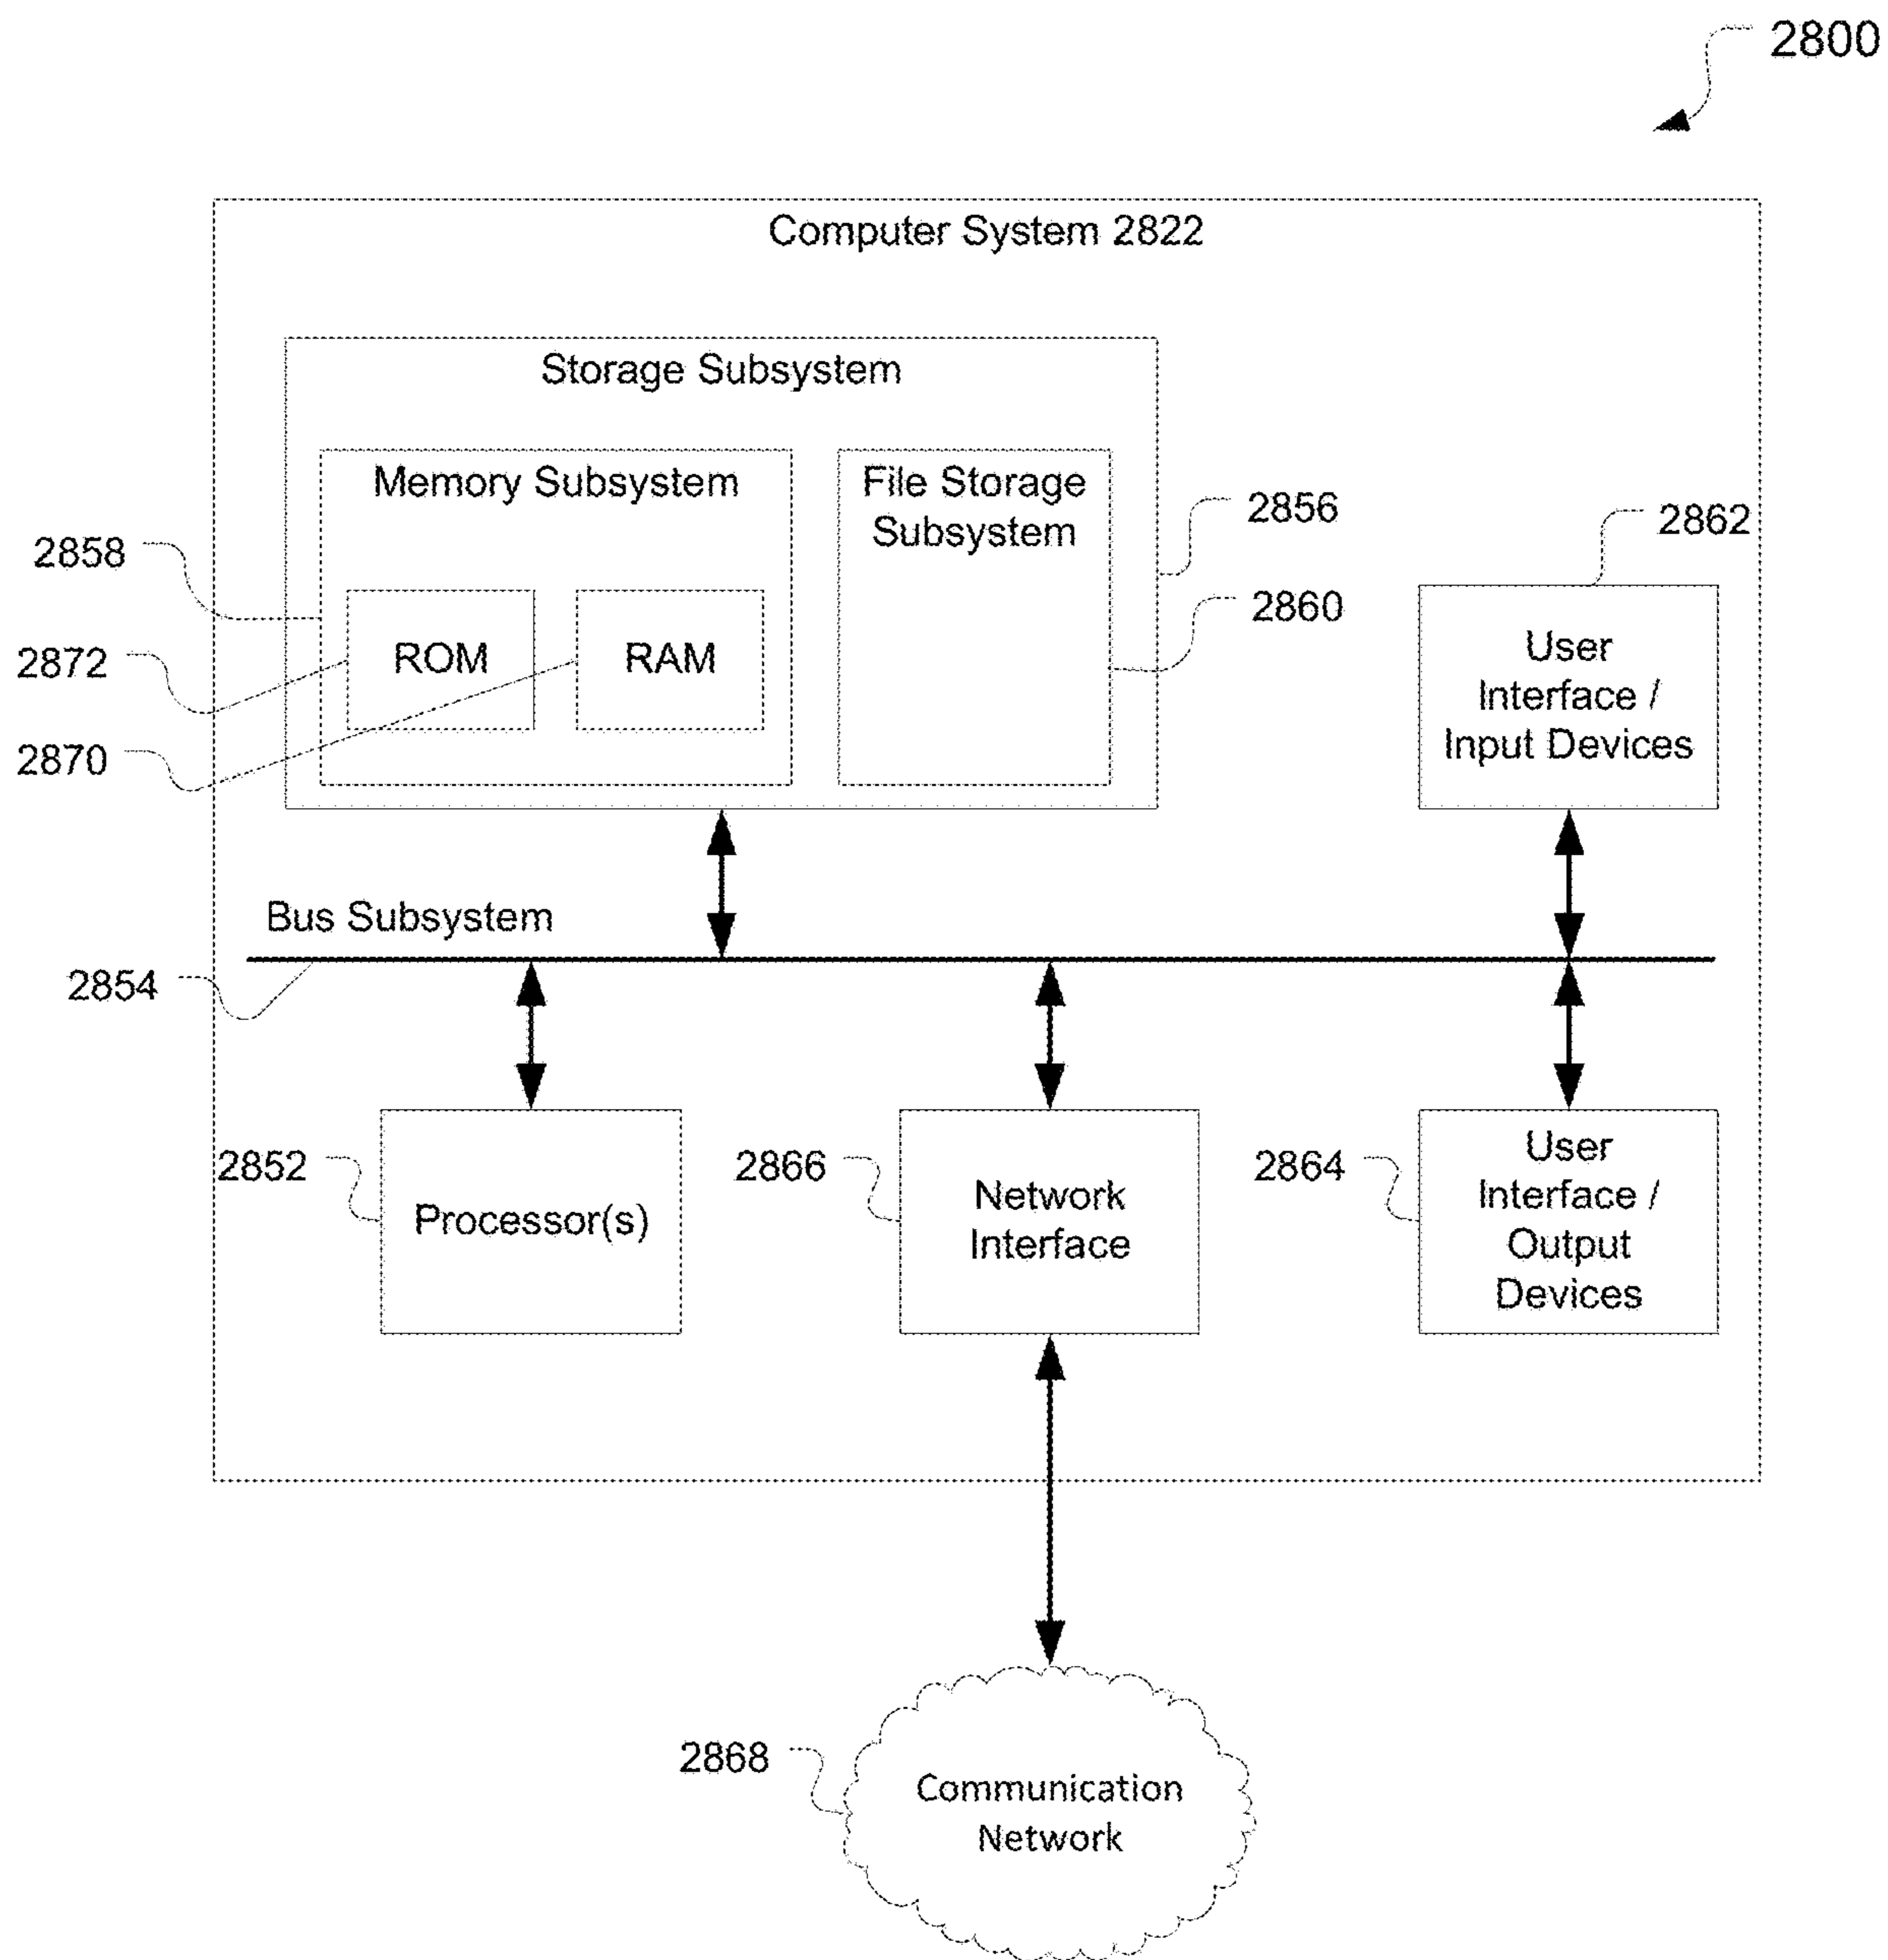 2800
Computer System 2822
Storage Subsystem
Memory Subsystem
File Storage
Subsystem
2856
2862
2858
2860
ROM
RAM
2872
2870
User
Interface /
Input Devices
Bus Subsystem
2854
2852
Processor(s)
2866
Network
Interface
2864
User
Interface /
Output
Devices
2868
Communication
Network